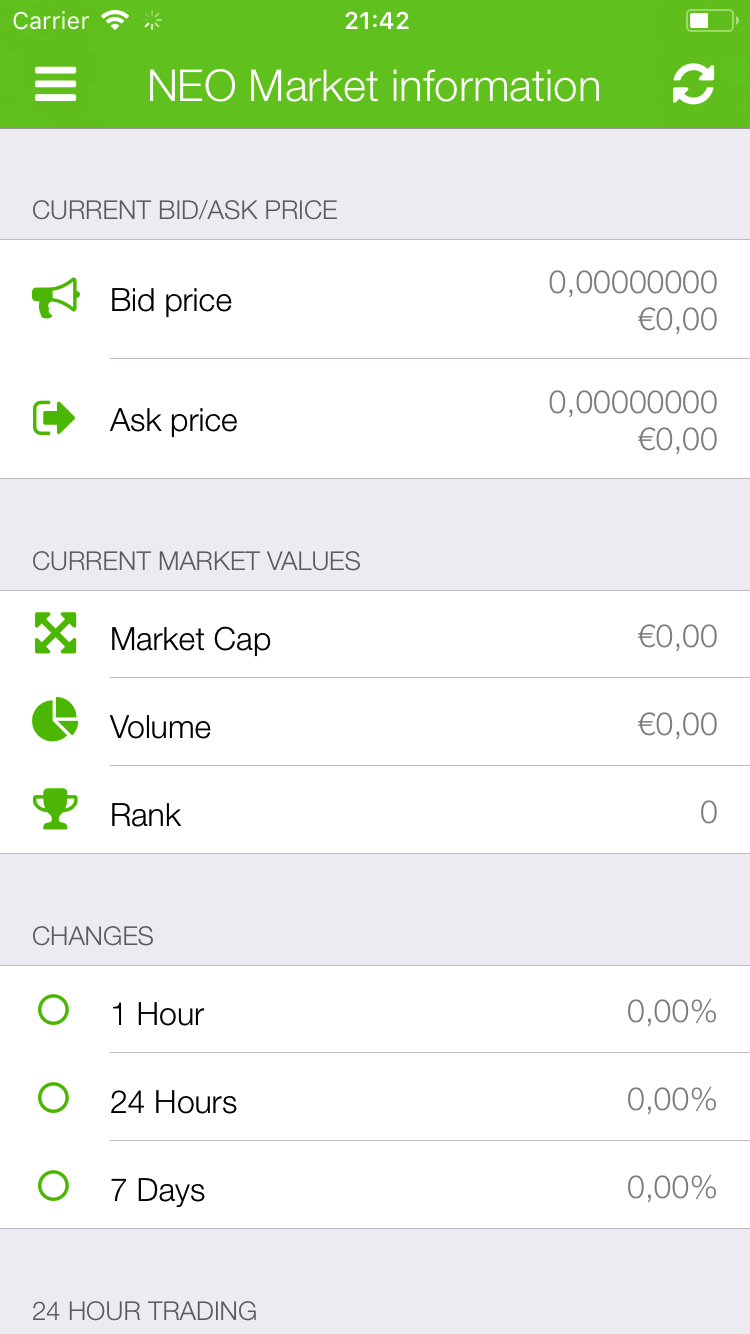 Carrier 21:42
NEO Market information
CURRENT BID/ASK PRICE
Bid price 0,00000000
€0,00
Ask price 0,00000000
€0,00
CURRENT MARKET VALUES
Market Cap €0,00
Volume €0,00
Rank 0
CHANGES
1 Hour 0,00%
24 Hours 0,00%
7 Days 0,00%
24 HOUR TRADING